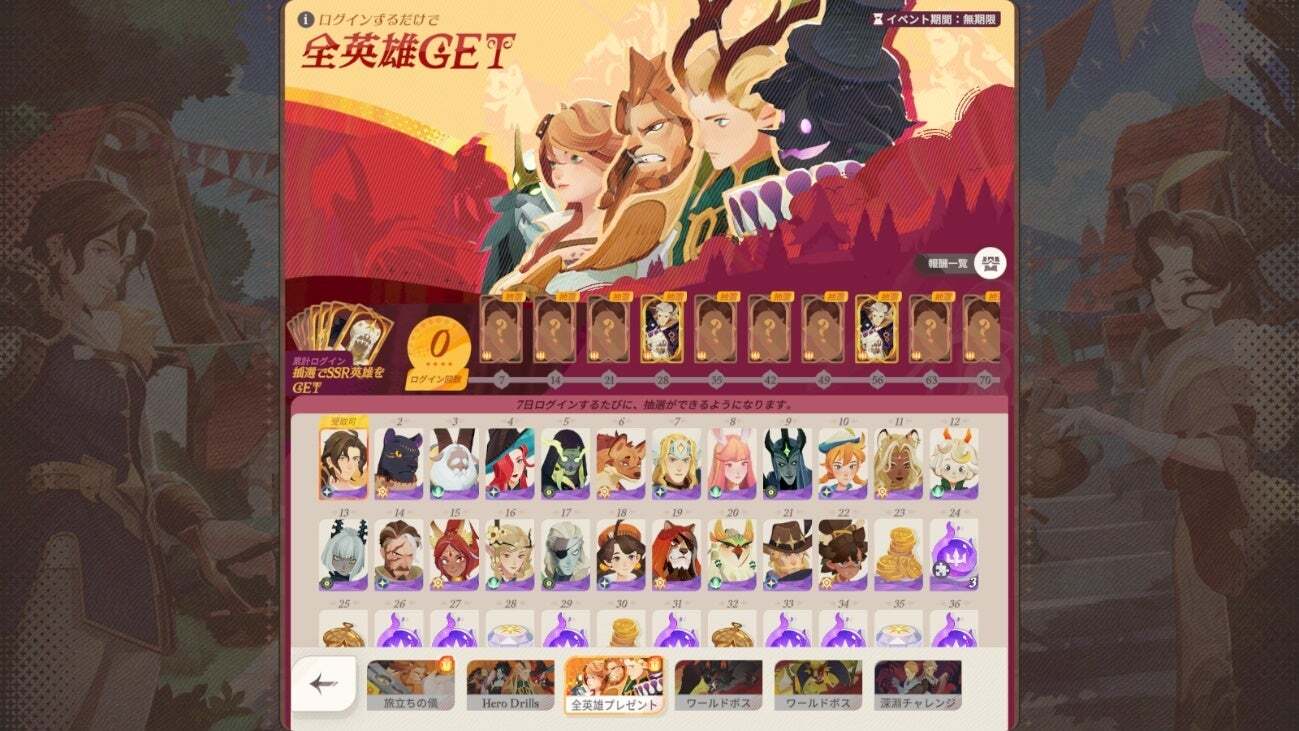 ログインするだけで
イベント期間：無期限
全英雄GET
報酬一覧
抽選 抽選 抽選 抽選 抽選 抽選 抽選 抽選 抽選
? ? ? ? ? ? ? ?
0
ログイン回数
累計ログイン
抽選でSSR英雄を
GET
7 14 21 28 35 42 49 56 63 70
7日ログインするたびに、抽選ができるようになります。
受取可 2 3 4 5 6 7 8 9 10 11 12
13 14 15 16 17 18 19 20 21 22 23 24
3
25 26 27 28 29 30 31 32 33 34 35 36
旅立ちの儀 Hero Drills 全英雄プレゼント ワールドボス ワールドボス 深淵チャレンジ